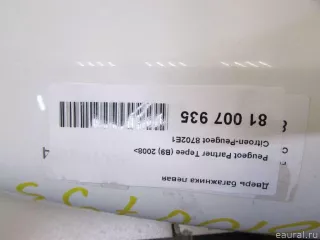 Дверь багажника левая
Peugeot Partner Tepee (B9) 2008>
Citroen-Peugeot 8702E1
81 007 935
eaural.ru